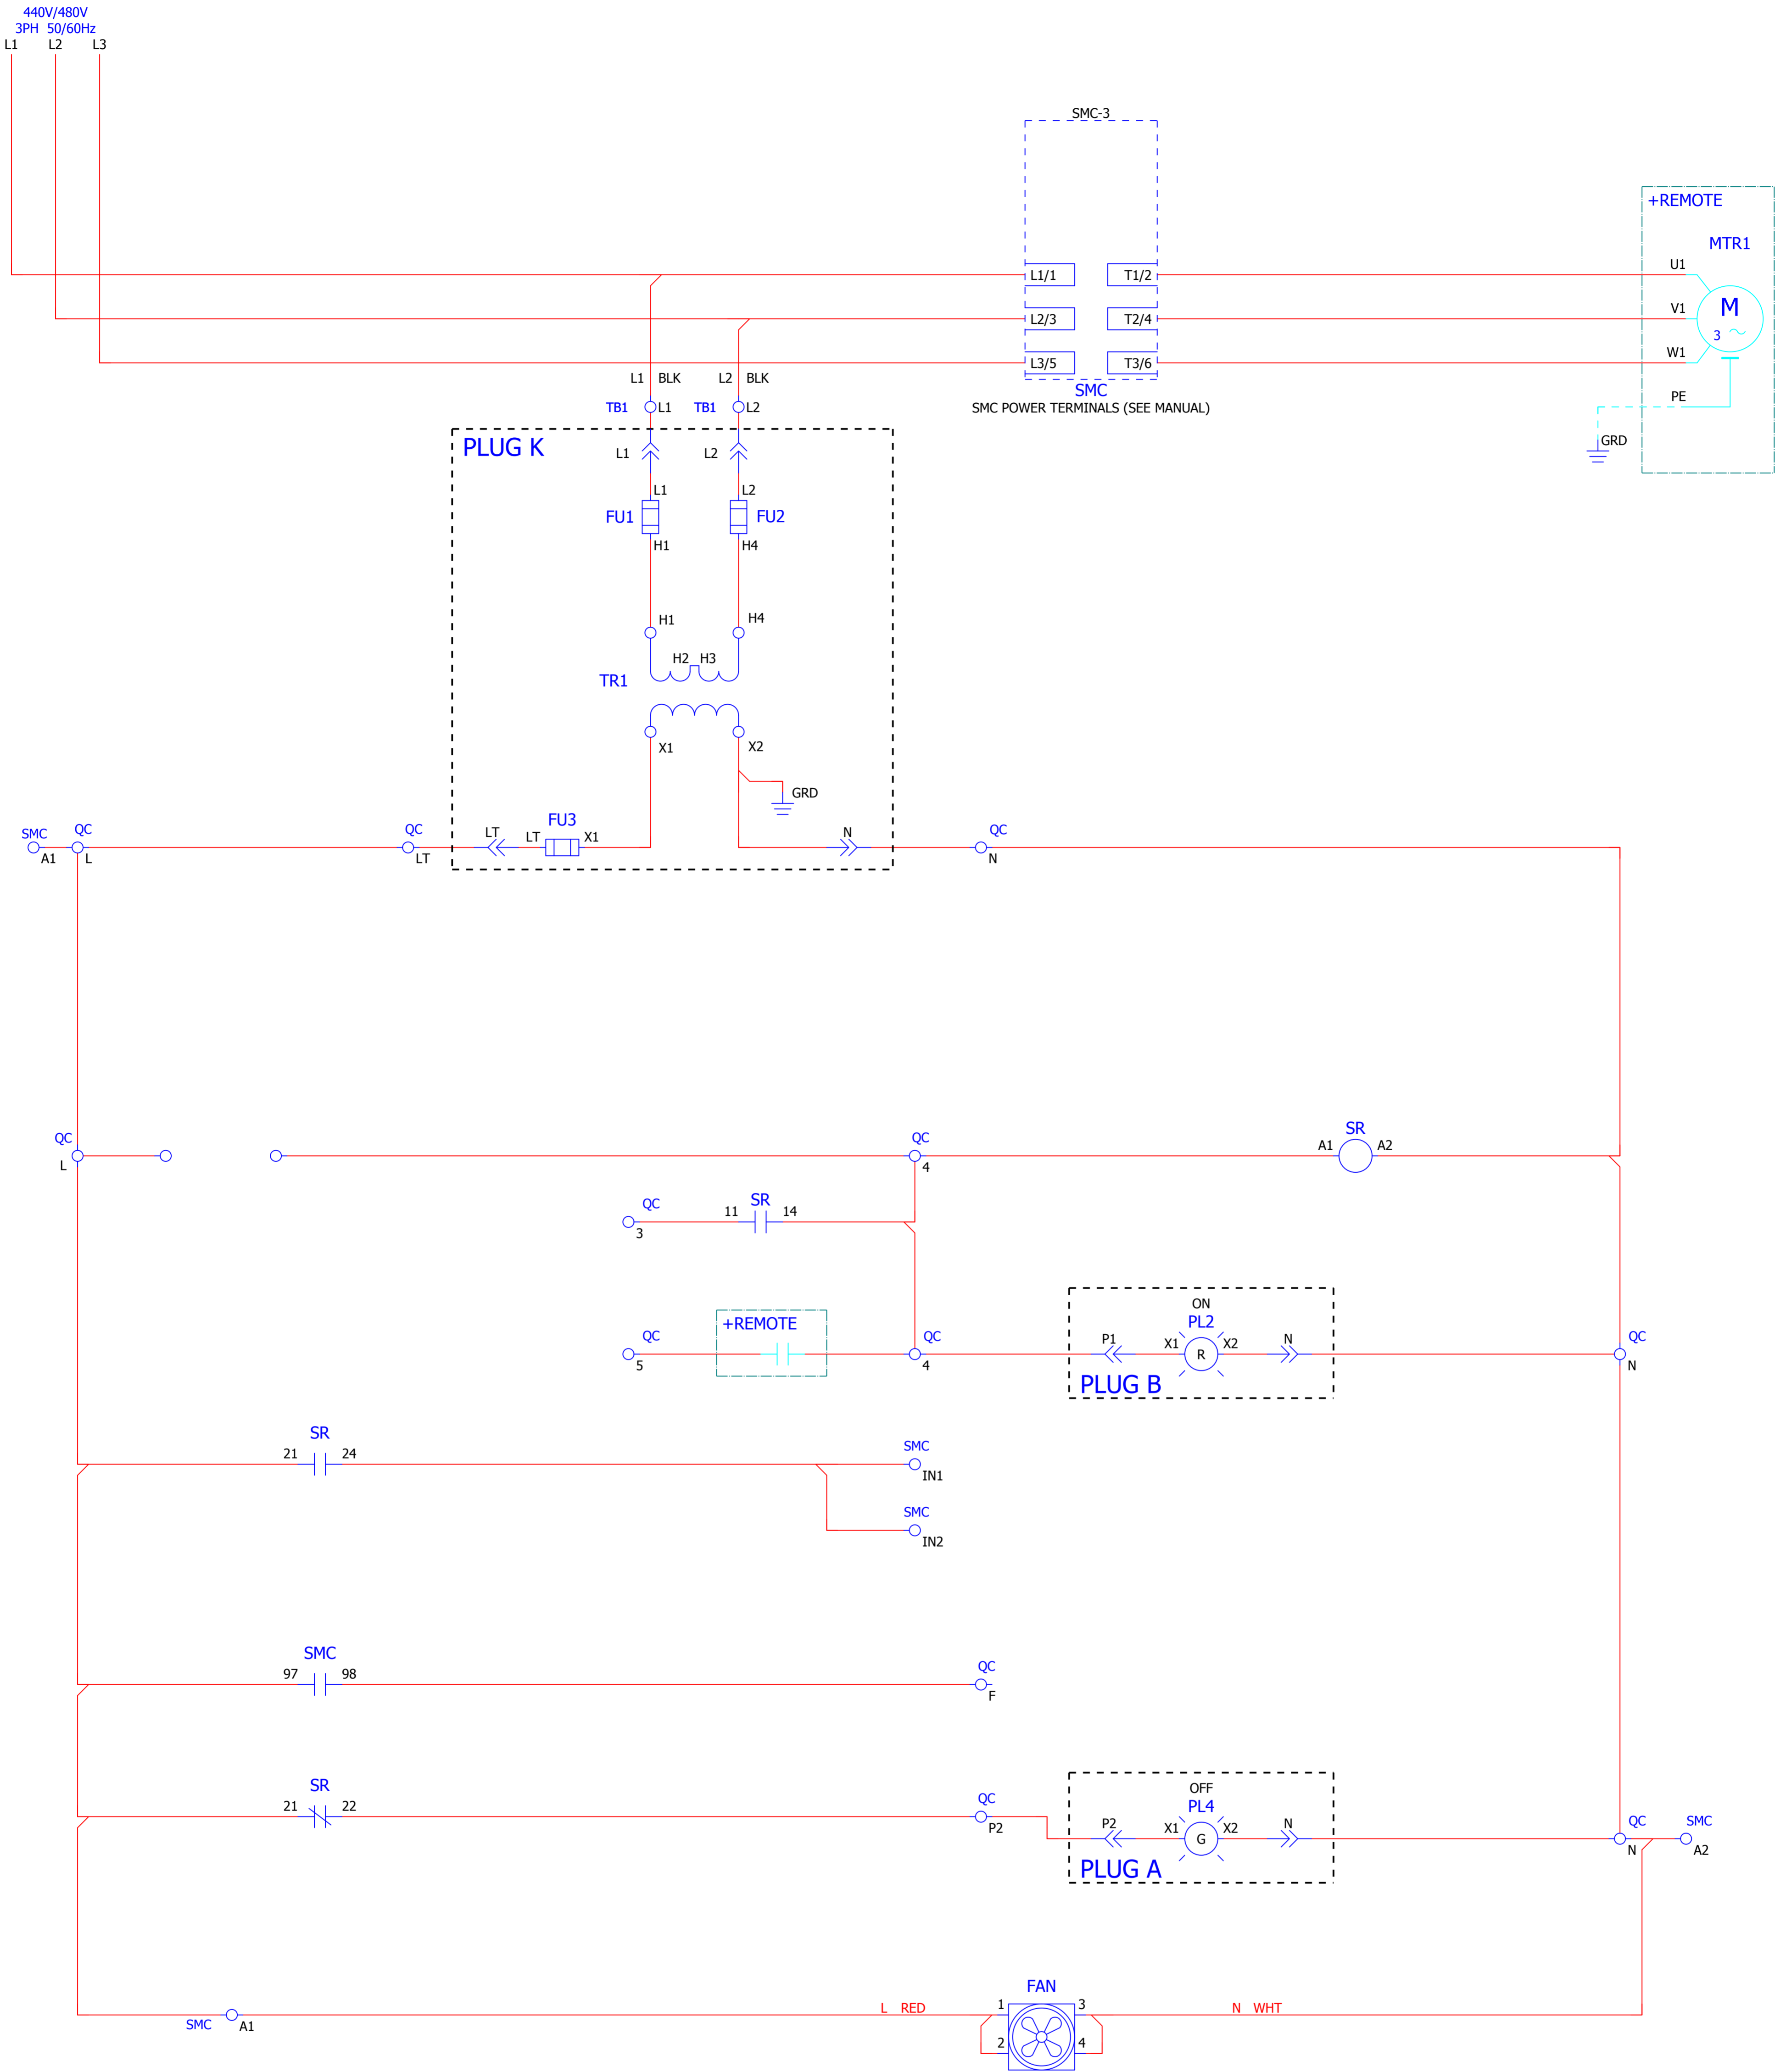 440V/480V
3PH 50/60Hz
L1 L2 L3
SMC-3
+REMOTE
MTR1
U1
L1/1 T1/2
M
3
V1
L2/3 T2/4
W1
L3/5 T3/6
SMC
SMC POWER TERMINALS (SEE MANUAL)
PE
GRD
L1 BLK L2 BLK
TB1 L1 TB1 L2
PLUG K
L1 L2
L1 L2
FU1 FU2
H1 H4
H1 H4
H2 H3
TR1
X1 X2
GRD
FU3
SMC QC QC LT LT X1 N QC
A1 L LT N
QC QC SR
A1 A2
L 4
QC SR
11 14
3
ON
+REMOTE PL2
QC QC P1 X1 X2 N QC
R
5 4 N
PLUG B
SR
21 24 SMC
IN1
SMC
IN2
SMC
97 98 QC
F
SR OFF
21 22 QC PL4
P2 P2 X1 X2 N QC SMC
G
N A2
PLUG A
FAN
L RED 1 3 N WHT
SMC A1
2 4